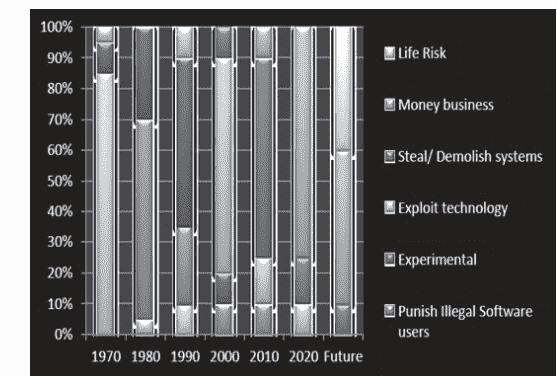 100%
90%
80%
70%
60%
50%
40%
30%
20%
10%
0%
1970 1980 1990 2000 2010 2020 Future
Life Risk
Money business
Steal/ Demolish systems
Exploit technology
Experimental
Punish Illegal Software
users